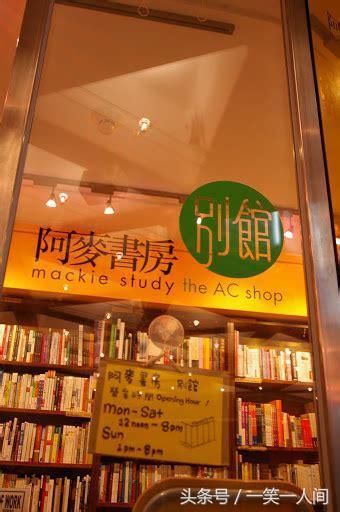 別館
阿麥書房
mackie study the AC shop
阿麥書房 別館
營業時間 Opening Hour!
Mon-Sat
12noon-8pm
Sun
1pm-8pm
WORK
头条号/一笑一人间